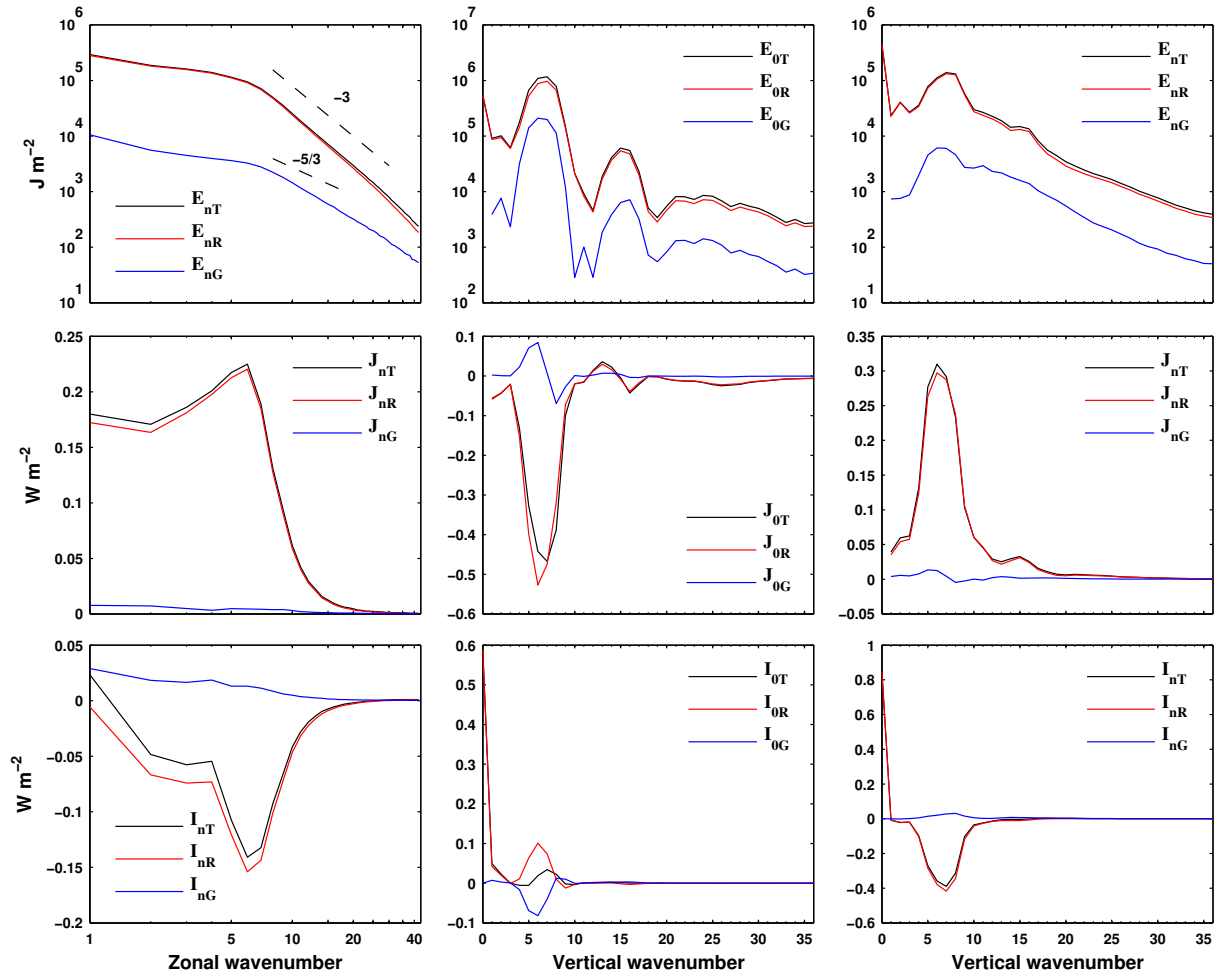 10^6
10^5
10^4
10^3
10^2
10^1
J m^−2
−3
−5/3
E_nT
E_nR
E_nG
10^7
10^6
10^5
10^4
10^3
10^2
E_0T
E_0R
E_0G
10^6
10^5
10^4
10^3
10^2
10^1
E_nT
E_nR
E_nG
0.25
0.2
0.15
0.1
0.05
0
W m^−2
J_nT
J_nR
J_nG
0.1
0
−0.1
−0.2
−0.3
−0.4
−0.5
−0.6
J_0T
J_0R
J_0G
0.35
0.3
0.25
0.2
0.15
0.1
0.05
0
−0.05
J_nT
J_nR
J_nG
0.05
0
−0.05
−0.1
−0.15
−0.2
W m^−2
I_nT
I_nR
I_nG
1 5 10 20 40
Zonal wavenumber
0.6
0.5
0.4
0.3
0.2
0.1
0
−0.1
I_0T
I_0R
I_0G
0 5 10 15 20 25 30 35
Vertical wavenumber
1
0.8
0.6
0.4
0.2
0
−0.2
−0.4
−0.6
I_nT
I_nR
I_nG
0 5 10 15 20 25 30 35
Vertical wavenumber